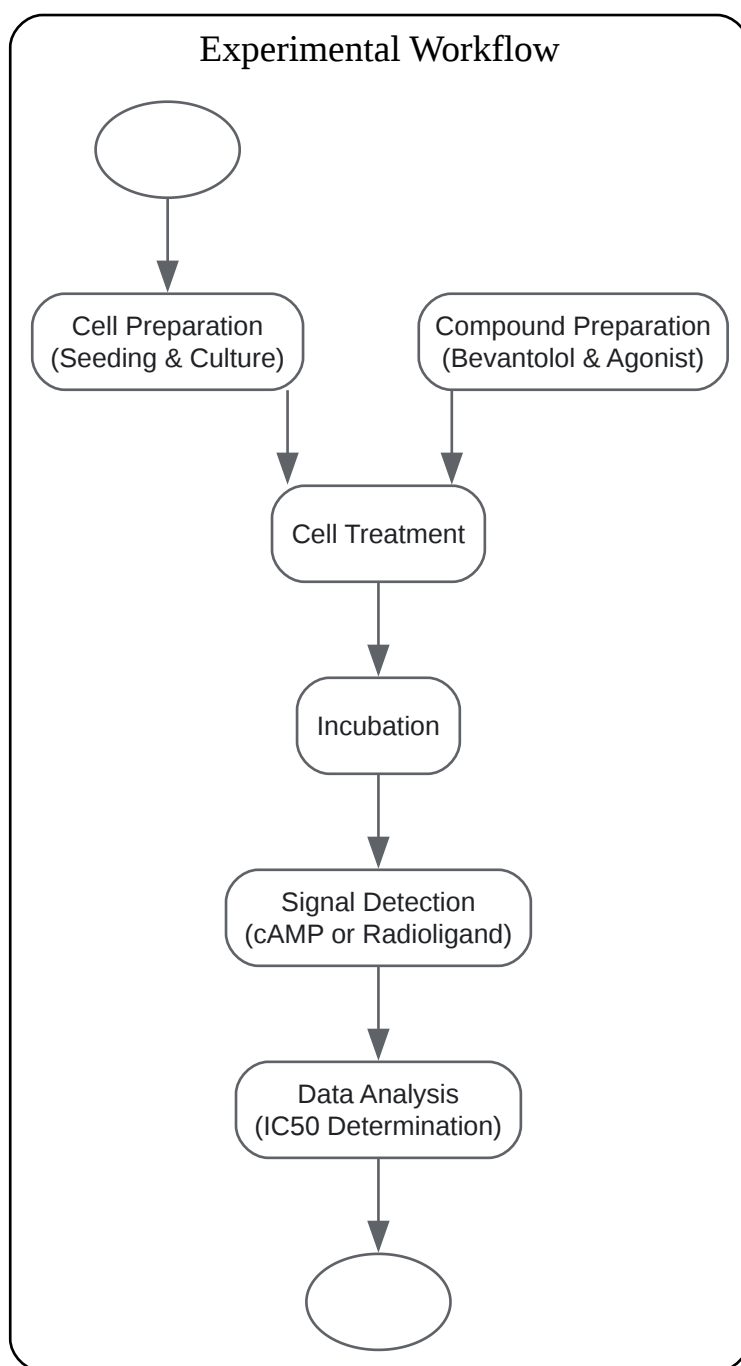 Experimental Workflow
Cell Preparation
(Seeding & Culture)
Compound Preparation
(Bevantolol & Agonist)
Cell Treatment
Incubation
Signal Detection
(cAMP or Radioligand)
Data Analysis
(IC50 Determination)